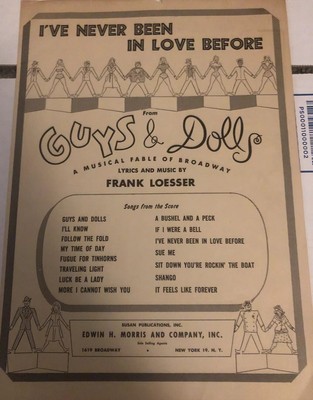 I'VE NEVER BEEN
IN LOVE BEFORE
From
GUYS & Dolls
A MUSICAL FABLE OF BROADWAY
LYRICS AND MUSIC BY
FRANK LOESSER
Songs from the Score
GUYS AND DOLLS
I'LL KNOW
FOLLOW THE FOLD
MY TIME OF DAY
FUGUE FOR TINHORNS
TRAVELING LIGHT
LUCK BE A LADY
MORE I CANNOT WISH YOU
A BUSHEL AND A PECK
IF I WERE A BELL
I'VE NEVER BEEN IN LOVE BEFORE
SUE ME
SIT DOWN YOU'RE ROCKIN' THE BOAT
SHANGO
IT FEELS LIKE FOREVER
SUSAN PUBLICATIONS, INC.
EDWIN H. MORRIS AND COMPANY, INC.
Sole Selling Agents
1619 BROADWAY • NEW YORK 19, N. Y.